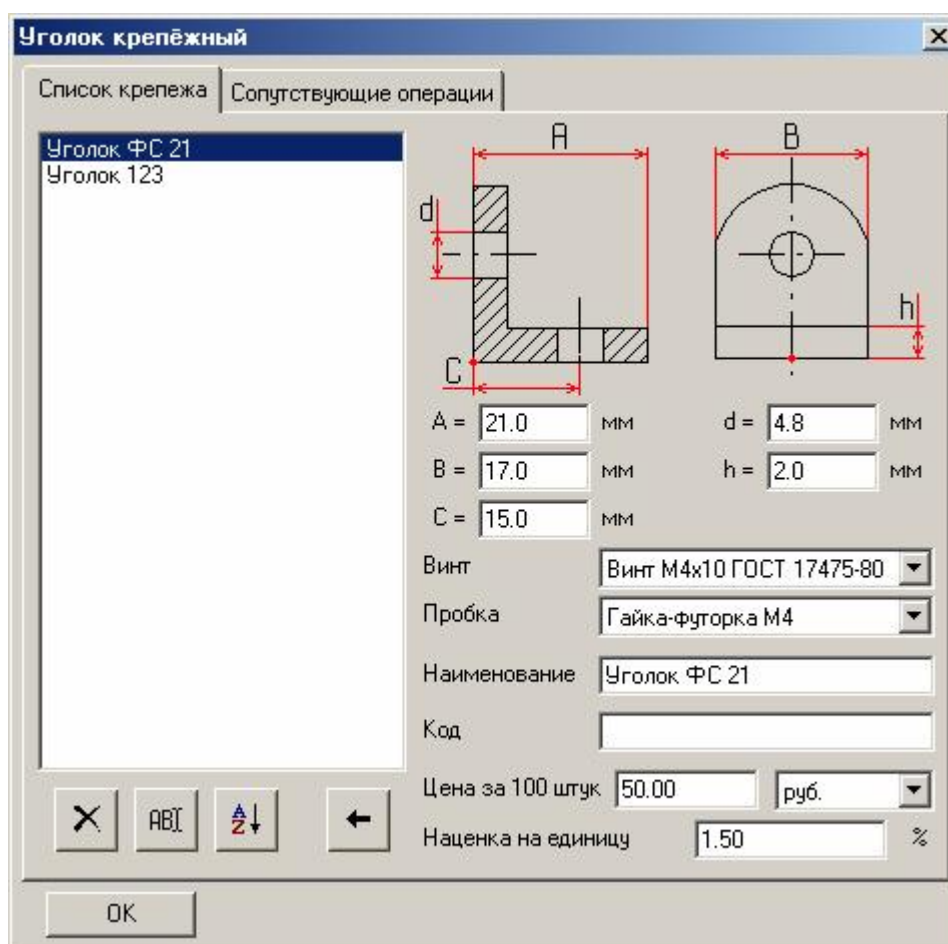 Уголок крепёжный
Список крепежа
Сопутствующие операции
Уголок ФС 21
Уголок 123
A
B
d
h
C
A = 21.0 мм
d = 4.8 мм
B = 17.0 мм
h = 2.0 мм
C = 15.0 мм
Винт Винт М4х10 ГОСТ 17475-80
Пробка Гайка-футорка М4
Наименование Уголок ФС 21
Код
Цена за 100 штук 50.00 руб.
Наценка на единицу 1.50 %
ABI
AZ
OK